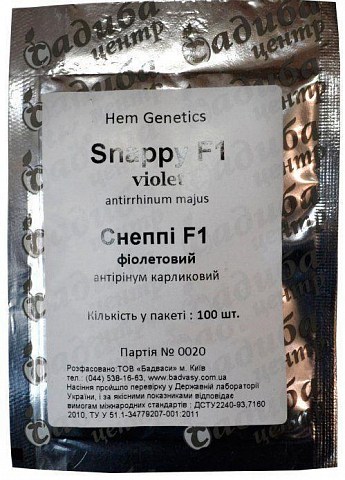 садиба центр
садиба центр
Hem Genetics
Snappy F1
violet
antirrhinum majus
Снеппі F1
фіолетовий
антірінум карликовий
Кількість у пакеті : 100 шт.
Партія № 0020
Розфасовано:ТОВ «Бадваси» м. Київ
тел.: (044) 538-16-63, www.badvasy.com.ua
Насіння пройшло перевірку у Державній лабораторії
України, і за якісними показниками відповідає
вимогам міжнародних стандартів : ДСТУ2240-93,7160
2010, ТУ У 51.1-34779207-001:2011